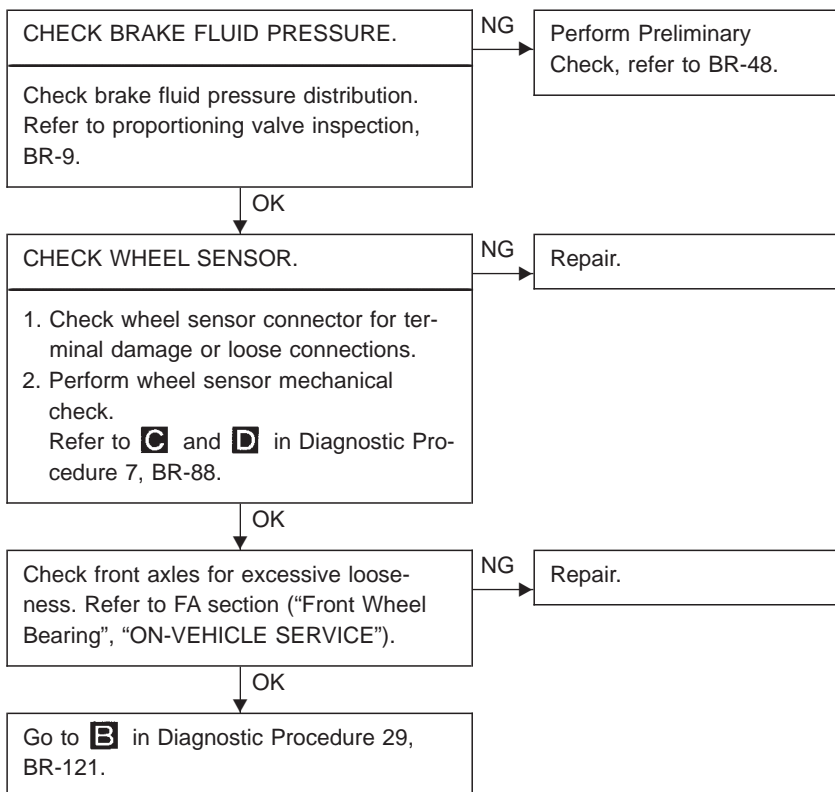 CHECK BRAKE FLUID PRESSURE.
Check brake fluid pressure distribution.
Refer to proportioning valve inspection,
BR-9.
NG
Perform Preliminary
Check, refer to BR-48.
OK
CHECK WHEEL SENSOR.
1. Check wheel sensor connector for ter-
minal damage or loose connections.
2. Perform wheel sensor mechanical
check.
Refer to C and D in Diagnostic Pro-
cedure 7, BR-88.
NG
Repair.
OK
Check front axles for excessive loose-
ness. Refer to FA section (“Front Wheel
Bearing”, “ON-VEHICLE SERVICE”).
NG
Repair.
OK
Go to B in Diagnostic Procedure 29,
BR-121.